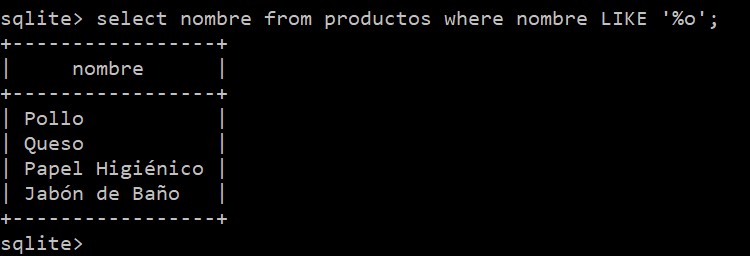 sqlite> select nombre from productos where nombre LIKE '%o';
+-----------------+
|     nombre      |
+-----------------+
| Pollo           |
| Queso           |
| Papel Higiénico |
| Jabón de Baño   |
+-----------------+
sqlite>